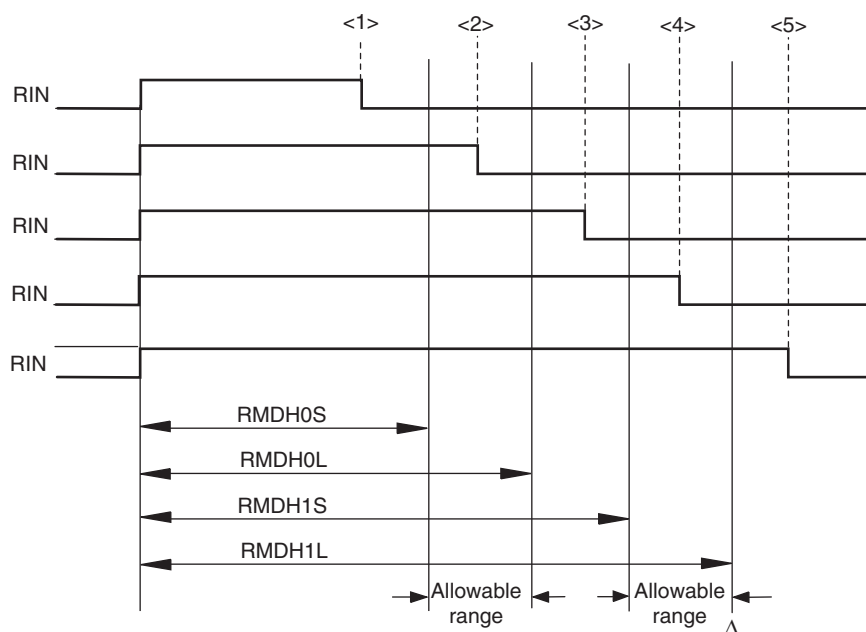 <1> <2> <3> <4> <5>
RIN
RIN
RIN
RIN
RIN
RMDH0S
RMDH0L
RMDH1S
RMDH1L
Allowable range
Allowable range
Δ